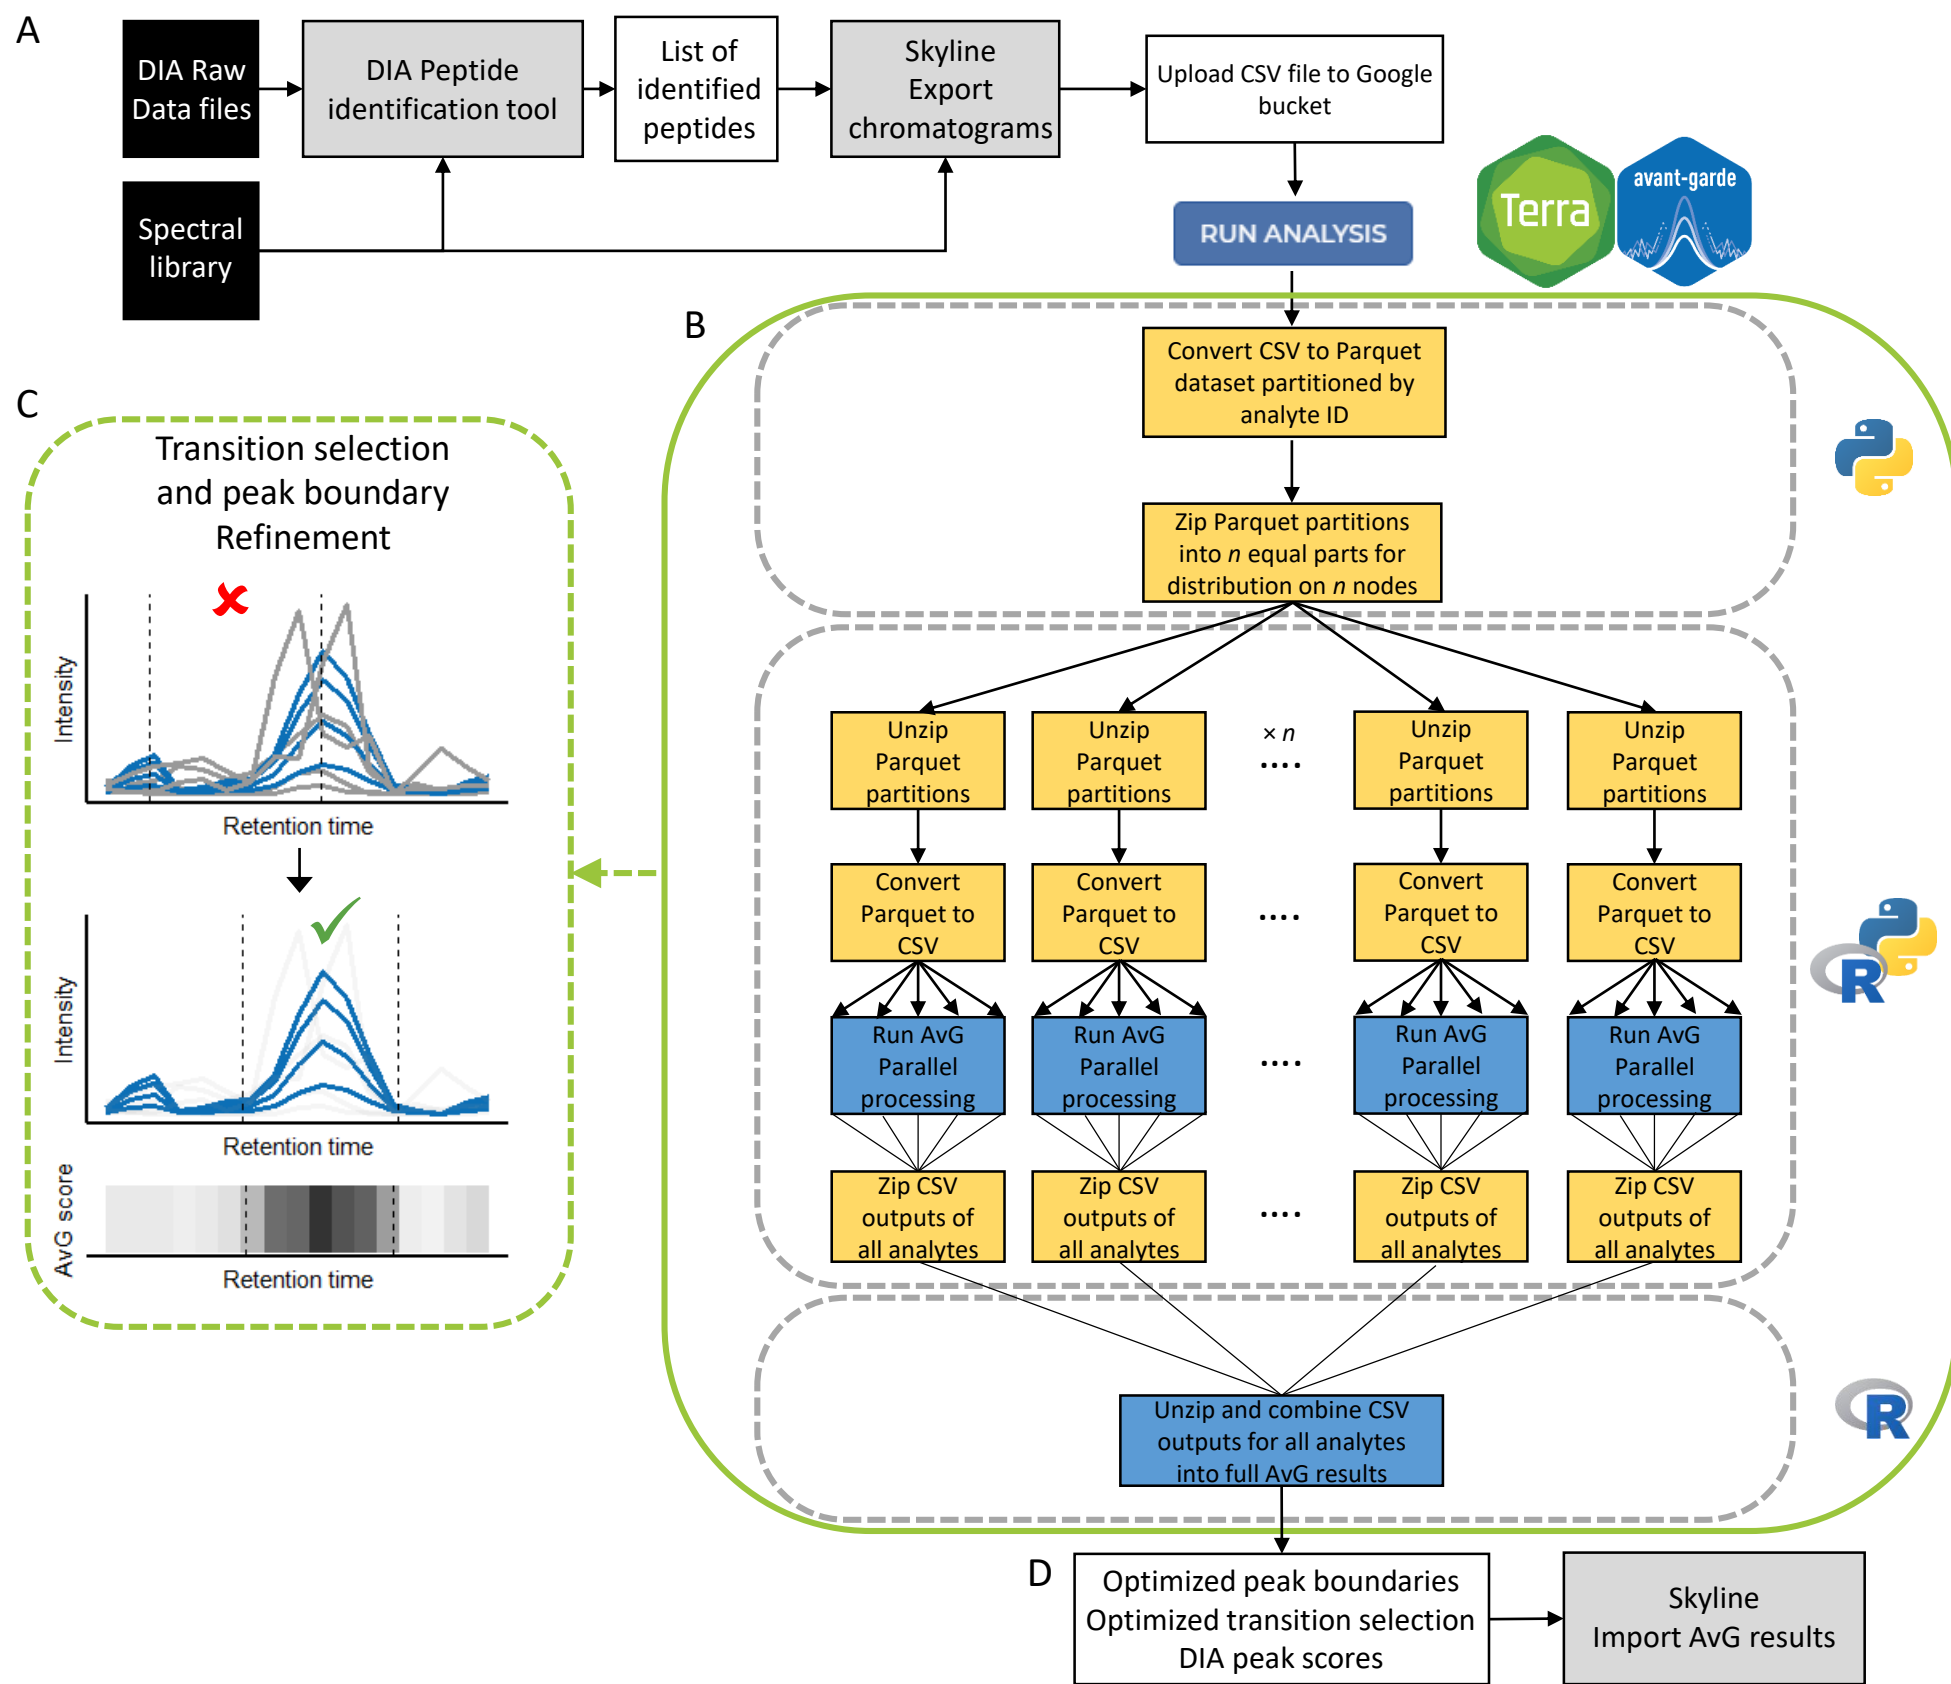 A
DIA Raw
Data files
DIA Peptide
identification tool
List of
identified
peptides
Skyline
Export
chromatograms
Upload CSV file to Google
bucket
Spectral
library
RUN ANALYSIS
Terra
avant-garde
B
Convert CSV to Parquet
dataset partitioned by
analyte ID
Zip Parquet partitions
into n equal parts for
distribution on n nodes
Unzip
Parquet
partitions
Unzip
Parquet
partitions
× n
....
Unzip
Parquet
partitions
Unzip
Parquet
partitions
Convert
Parquet to
CSV
Convert
Parquet to
CSV
....
Convert
Parquet to
CSV
Convert
Parquet to
CSV
Run AvG
Parallel
processing
Run AvG
Parallel
processing
....
Run AvG
Parallel
processing
Run AvG
Parallel
processing
Zip CSV
outputs of
all analytes
Zip CSV
outputs of
all analytes
....
Zip CSV
outputs of
all analytes
Zip CSV
outputs of
all analytes
R
Unzip and combine CSV
outputs for all analytes
into full AvG results
R
C
Transition selection
and peak boundary
Refinement
Intensity
Retention time
Intensity
Retention time
AvG score
Retention time
D
Optimized peak boundaries
Optimized transition selection
DIA peak scores
Skyline
Import AvG results